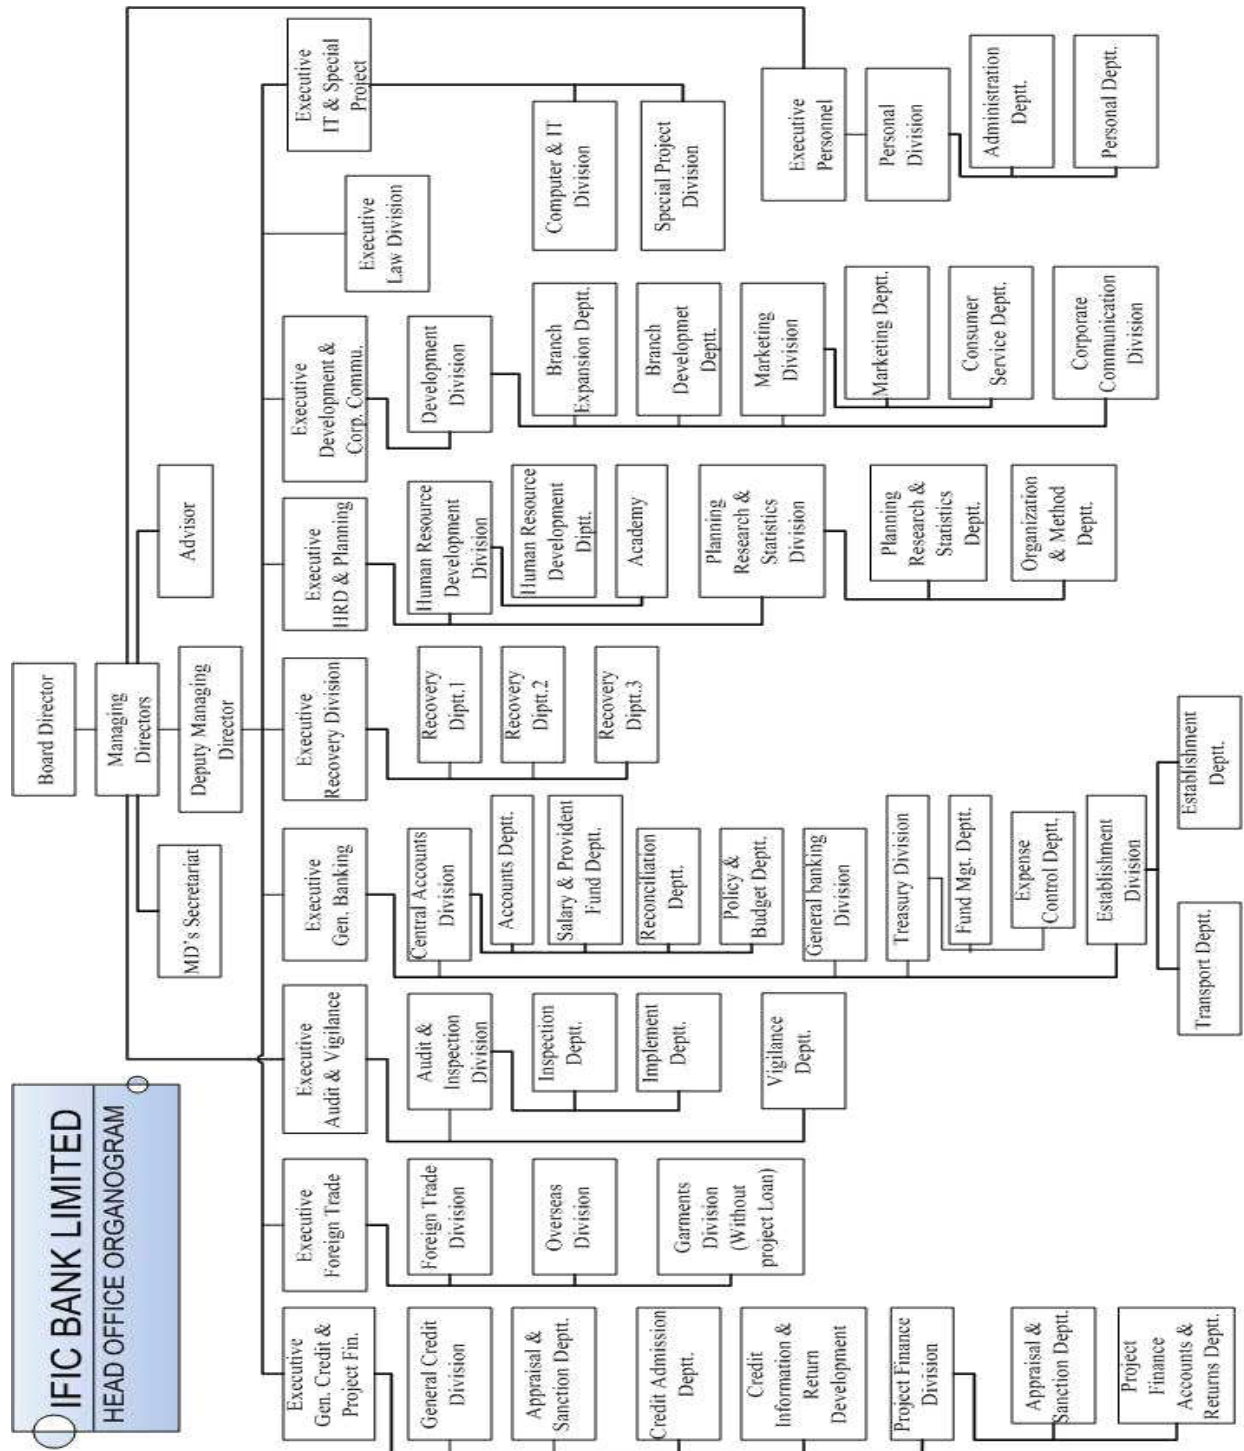 IFIC BANK LIMITED
HEAD OFFICE ORGANOGRAM
Board Director
Managing
Directors
MD's Secretariat
Advisor
Deputy Managing
Director
Executive
Gen. Credit &
Project Fin.
General Credit
Division
Appraisal &
Sanction Deptt.
Credit Admission
Deptt.
Credit
Information &
Return
Development
Project Finance
Division
Appraisal &
Sanction Deptt.
Project
Finance
Accounts &
Returns Deptt.
Executive
Foreign Trade
Foreign Trade
Division
Overseas
Division
Garments
Division
(Without
project Loan)
Executive
Audit & Vigilance
Audit &
Inspection
Division
Inspection
Deptt.
Implement
Deptt.
Vigilance
Deptt.
Executive
Gen. Banking
Central Accounts
Division
Accounts Deptt.
Salary & Provident
Fund Deptt.
Reconciliation
Deptt.
Policy &
Budget Deptt.
General banking
Division
Treasury Division
Fund Mgt. Deptt.
Expense
Control Deptt.
Establishment
Division
Transport Deptt.
Establishment
Deptt.
Executive
Recovery Division
Recovery
Diptt.1
Recovery
Diptt.2
Recovery
Diptt.3
Executive
HRD & Planning
Human Resource
Development
Division
Human Resource
Development
Diptt.
Academy
Planning
Research &
Statistics
Division
Planning
Research &
Statistics
Deptt.
Organization
& Method
Deptt.
Executive
Development &
Corp. Commu.
Development
Division
Branch
Expansion Deptt.
Branch
Developmet
Deptt.
Marketing
Division
Marketing Deptt.
Consumer
Service Deptt.
Corporate
Communication
Division
Executive
Law Division
Executive
IT & Special
Project
Computer & IT
Division
Special Project
Division
Executive
Personnel
Personal
Division
Administration
Deptt.
Personal Deptt.